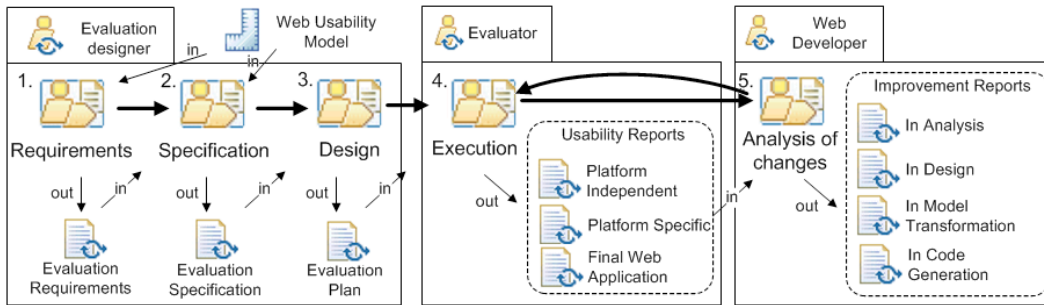 Evaluation
designer
Web Usability
Model
in
in
Evaluator
Web
Developer
1.
2.
3.
4.
5.
Requirements
Specification
Design
Execution
Analysis of
changes
out
in
out
in
out
in
Evaluation
Requirements
Evaluation
Specification
Evaluation
Plan
Usability Reports
out
Platform
Independent
Platform Specific
Final Web
Application
in
out
Improvement Reports
In Analysis
In Design
In Model
Transformation
In Code
Generation